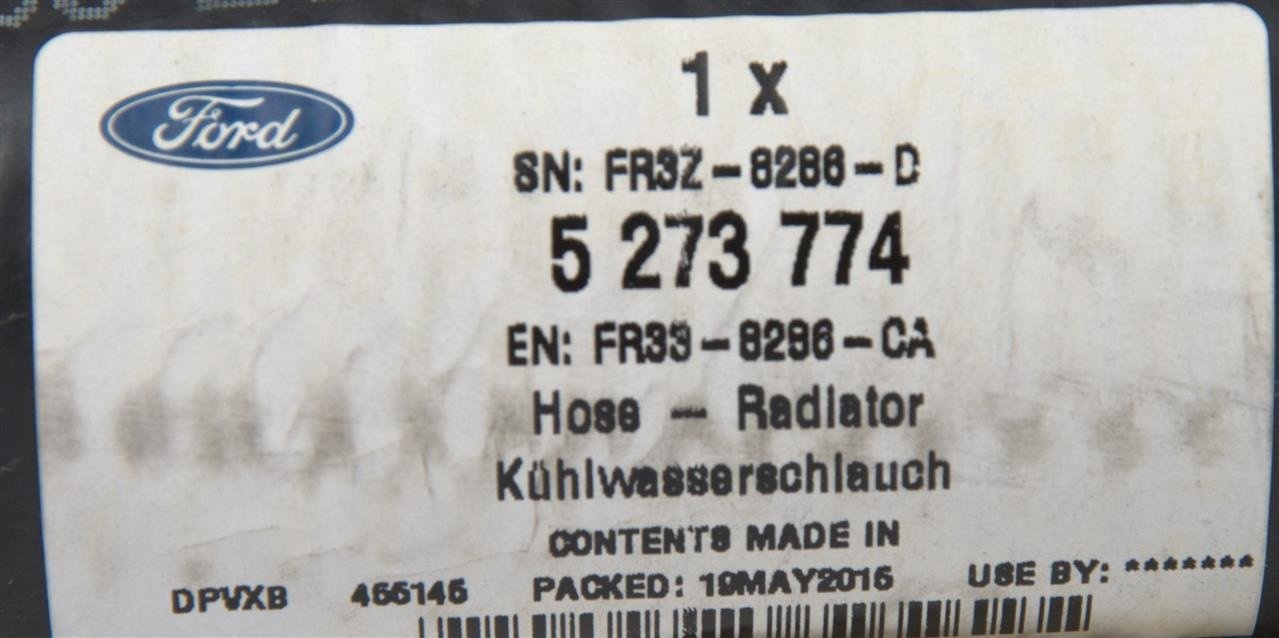 Ford
1 x
SN: FR3Z-8286-D
5 273 774
EN: FR33-8286-CA
Hose - Radiator
Kühlwasserschlauch
CONTENTS MADE IN
DPVXB 455145 PACKED: 19MAY2015 USE BY: *******